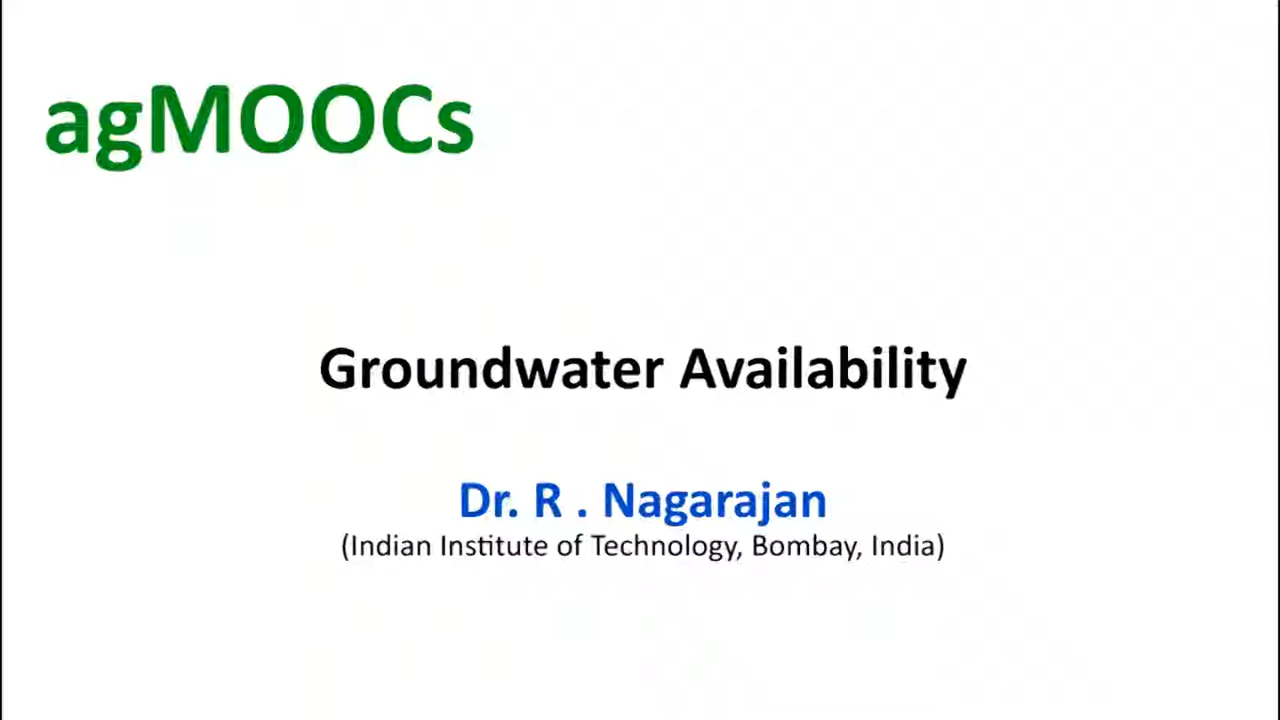 agMOOCs
Groundwater Availability
Dr. R . Nagarajan
(Indian Institute of Technology, Bombay, India)